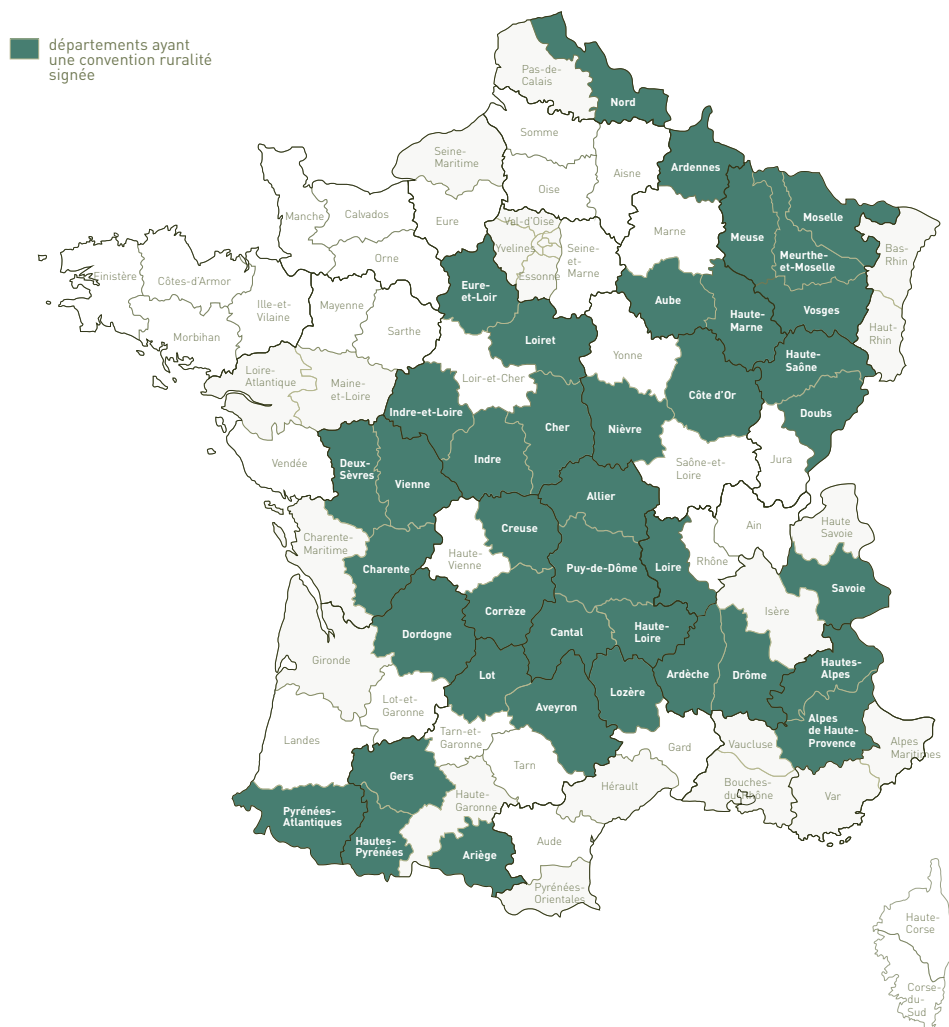 départements ayant
une convention ruralité
signée
Pas-de-
Calais
Nord
Somme
Seine-
Maritime
Ardennes
Aisne
Oise
Manche
Calvados
Eure
Val-d'Oise
Moselle
Marne
Meuse
Yvelines
Seine-
et-
Marne
Bas-
Rhin
Orne
Meurthe-
et-Moselle
Finistère
Côtes-d'Armor
Essonne
Eure-
et-Loir
Aube
Ille-et-
Vilaine
Mayenne
Vosges
Haute-
Marne
Morbihan
Sarthe
Loiret
Haut-
Rhin
Yonne
Haute-
Saône
Loire-
Atlantique
Maine-
et-Loire
Loir-et-Cher
Côte d'Or
Indre-et-Loire
Doubs
Cher
Nièvre
Vendée
Deux-
Sèvres
Indre
Saône-et-
Loire
Jura
Vienne
Allier
Charente-
Maritime
Creuse
Ain
Haute
Savoie
Haute-
Vienne
Rhône
Charente
Puy-de-Dôme
Loire
Savoie
Corrèze
Isère
Dordogne
Cantal
Haute-
Loire
Gironde
Lot
Ardèche
Drôme
Hautes-
Alpes
Lot-et-
Garonne
Aveyron
Lozère
Landes
Tarn-et-
Garonne
Gard
Vaucluse
Alpes
de Haute-
Provence
Alpes
Maritimes
Tarn
Gers
Hérault
Bouches-
du-Rhône
Var
Haute-
Garonne
Pyrénées-
Atlantiques
Hautes-
Pyrénées
Ariège
Aude
Pyrénées-
Orientales
Haute-
Corse
Corse-
du-
Sud